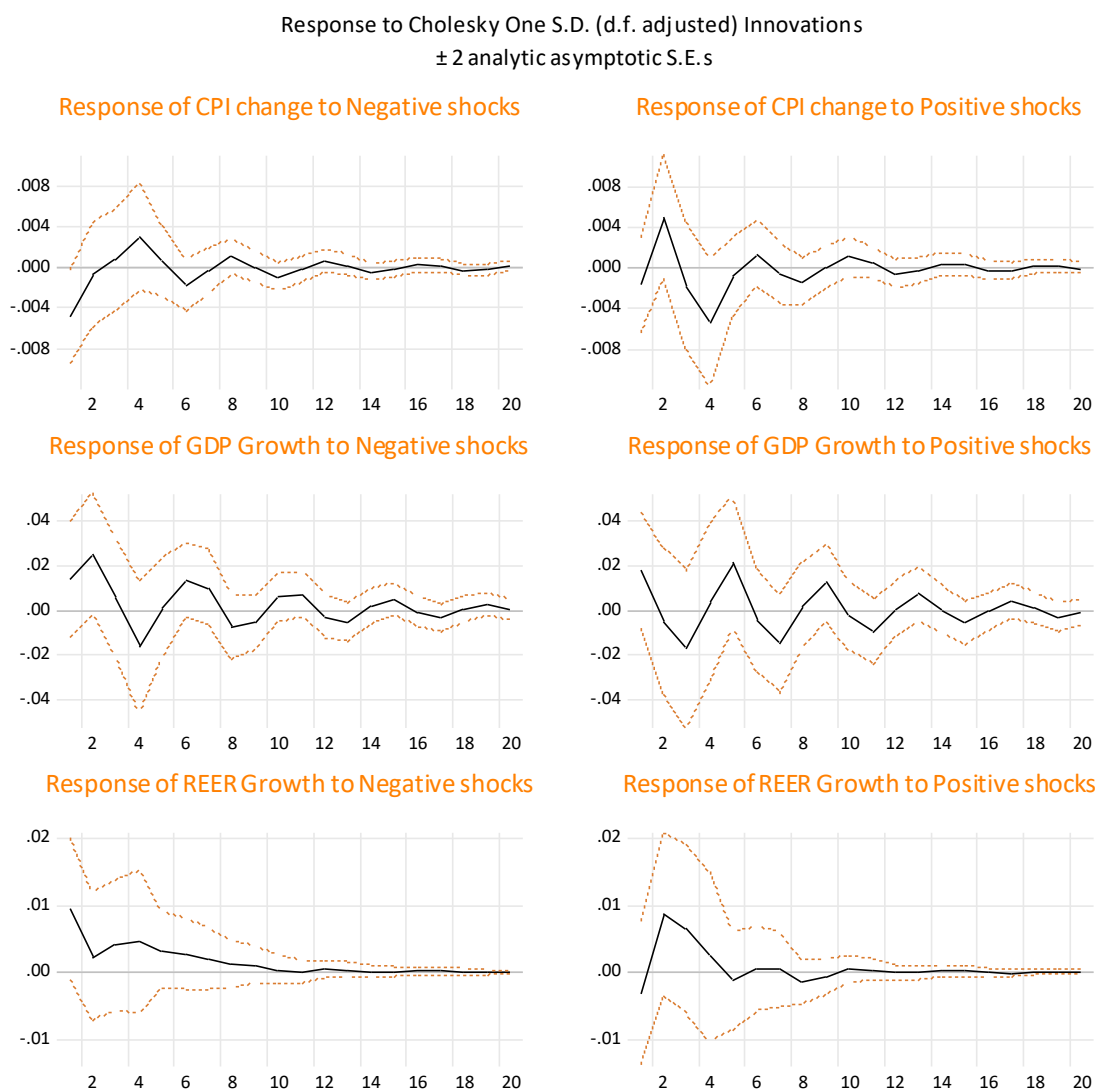 Response to Cholesky One S.D. (d.f. adjusted) Innovations
± 2 analytic asymptotic S.E.s
Response of CPI change to Negative shocks
.008
.004
.000
-.004
-.008
2 4 6 8 10 12 14 16 18 20
Response of CPI change to Positive shocks
.008
.004
.000
-.004
-.008
2 4 6 8 10 12 14 16 18 20
Response of GDP Growth to Negative shocks
.04
.02
.00
-.02
-.04
2 4 6 8 10 12 14 16 18 20
Response of GDP Growth to Positive shocks
.04
.02
.00
-.02
-.04
2 4 6 8 10 12 14 16 18 20
Response of REER Growth to Negative shocks
.02
.01
.00
-.01
2 4 6 8 10 12 14 16 18 20
Response of REER Growth to Positive shocks
.02
.01
.00
-.01
2 4 6 8 10 12 14 16 18 20